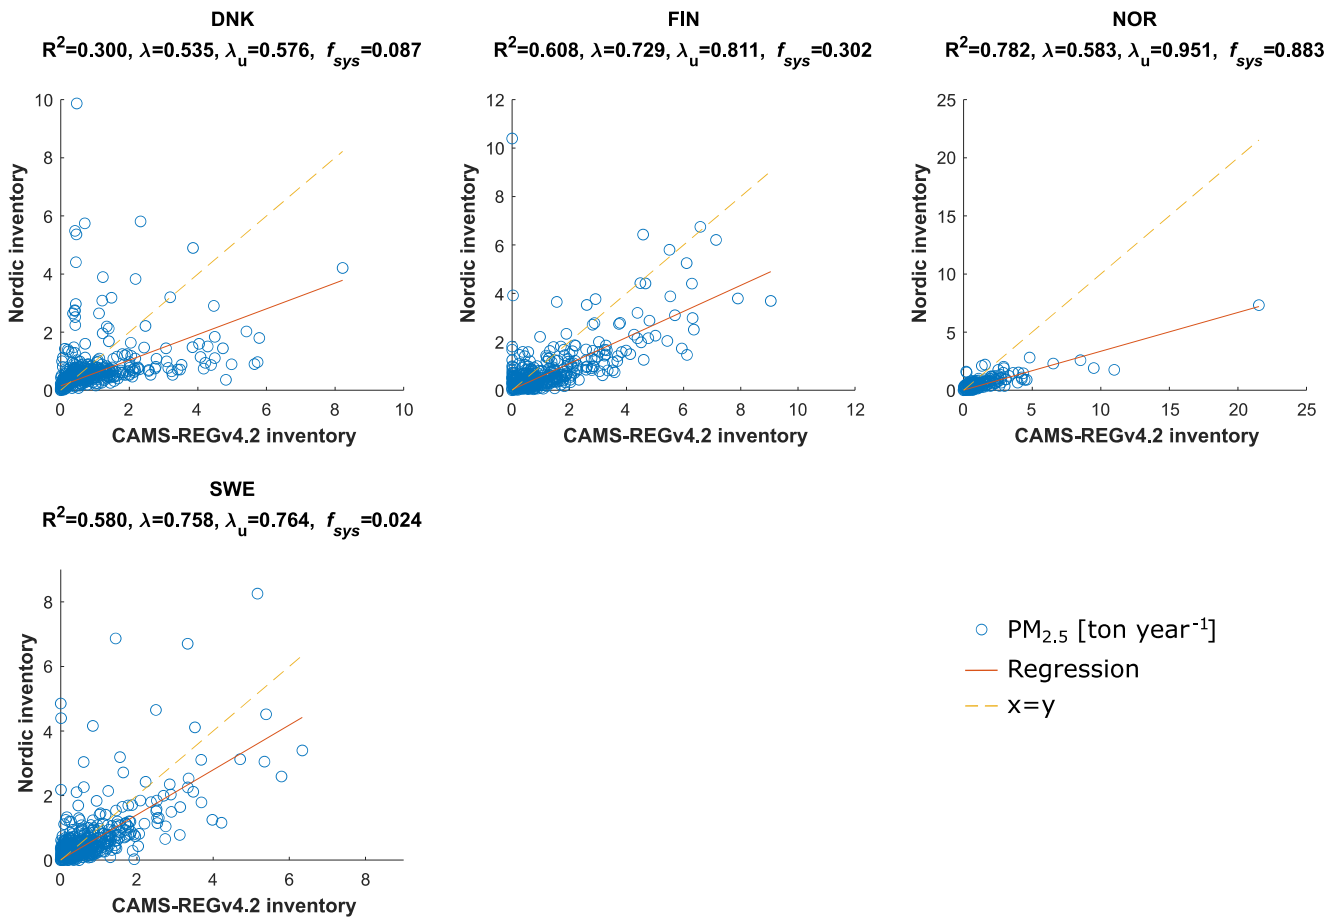 DNK
R²=0.300, λ=0.535, λᵤ=0.576, f_sys=0.087
10
8
6
4
2
0
Nordic inventory
0 2 4 6 8 10
CAMS-REGv4.2 inventory
FIN
R²=0.608, λ=0.729, λᵤ=0.811, f_sys=0.302
12
10
8
6
4
2
0
Nordic inventory
0 2 4 6 8 10 12
CAMS-REGv4.2 inventory
NOR
R²=0.782, λ=0.583, λᵤ=0.951, f_sys=0.883
25
20
15
10
5
0
Nordic inventory
0 5 10 15 20 25
CAMS-REGv4.2 inventory
SWE
R²=0.580, λ=0.758, λᵤ=0.764, f_sys=0.024
8
6
4
2
0
Nordic inventory
0 2 4 6 8
CAMS-REGv4.2 inventory
PM₂.₅ [ton year⁻¹]
Regression
x=y